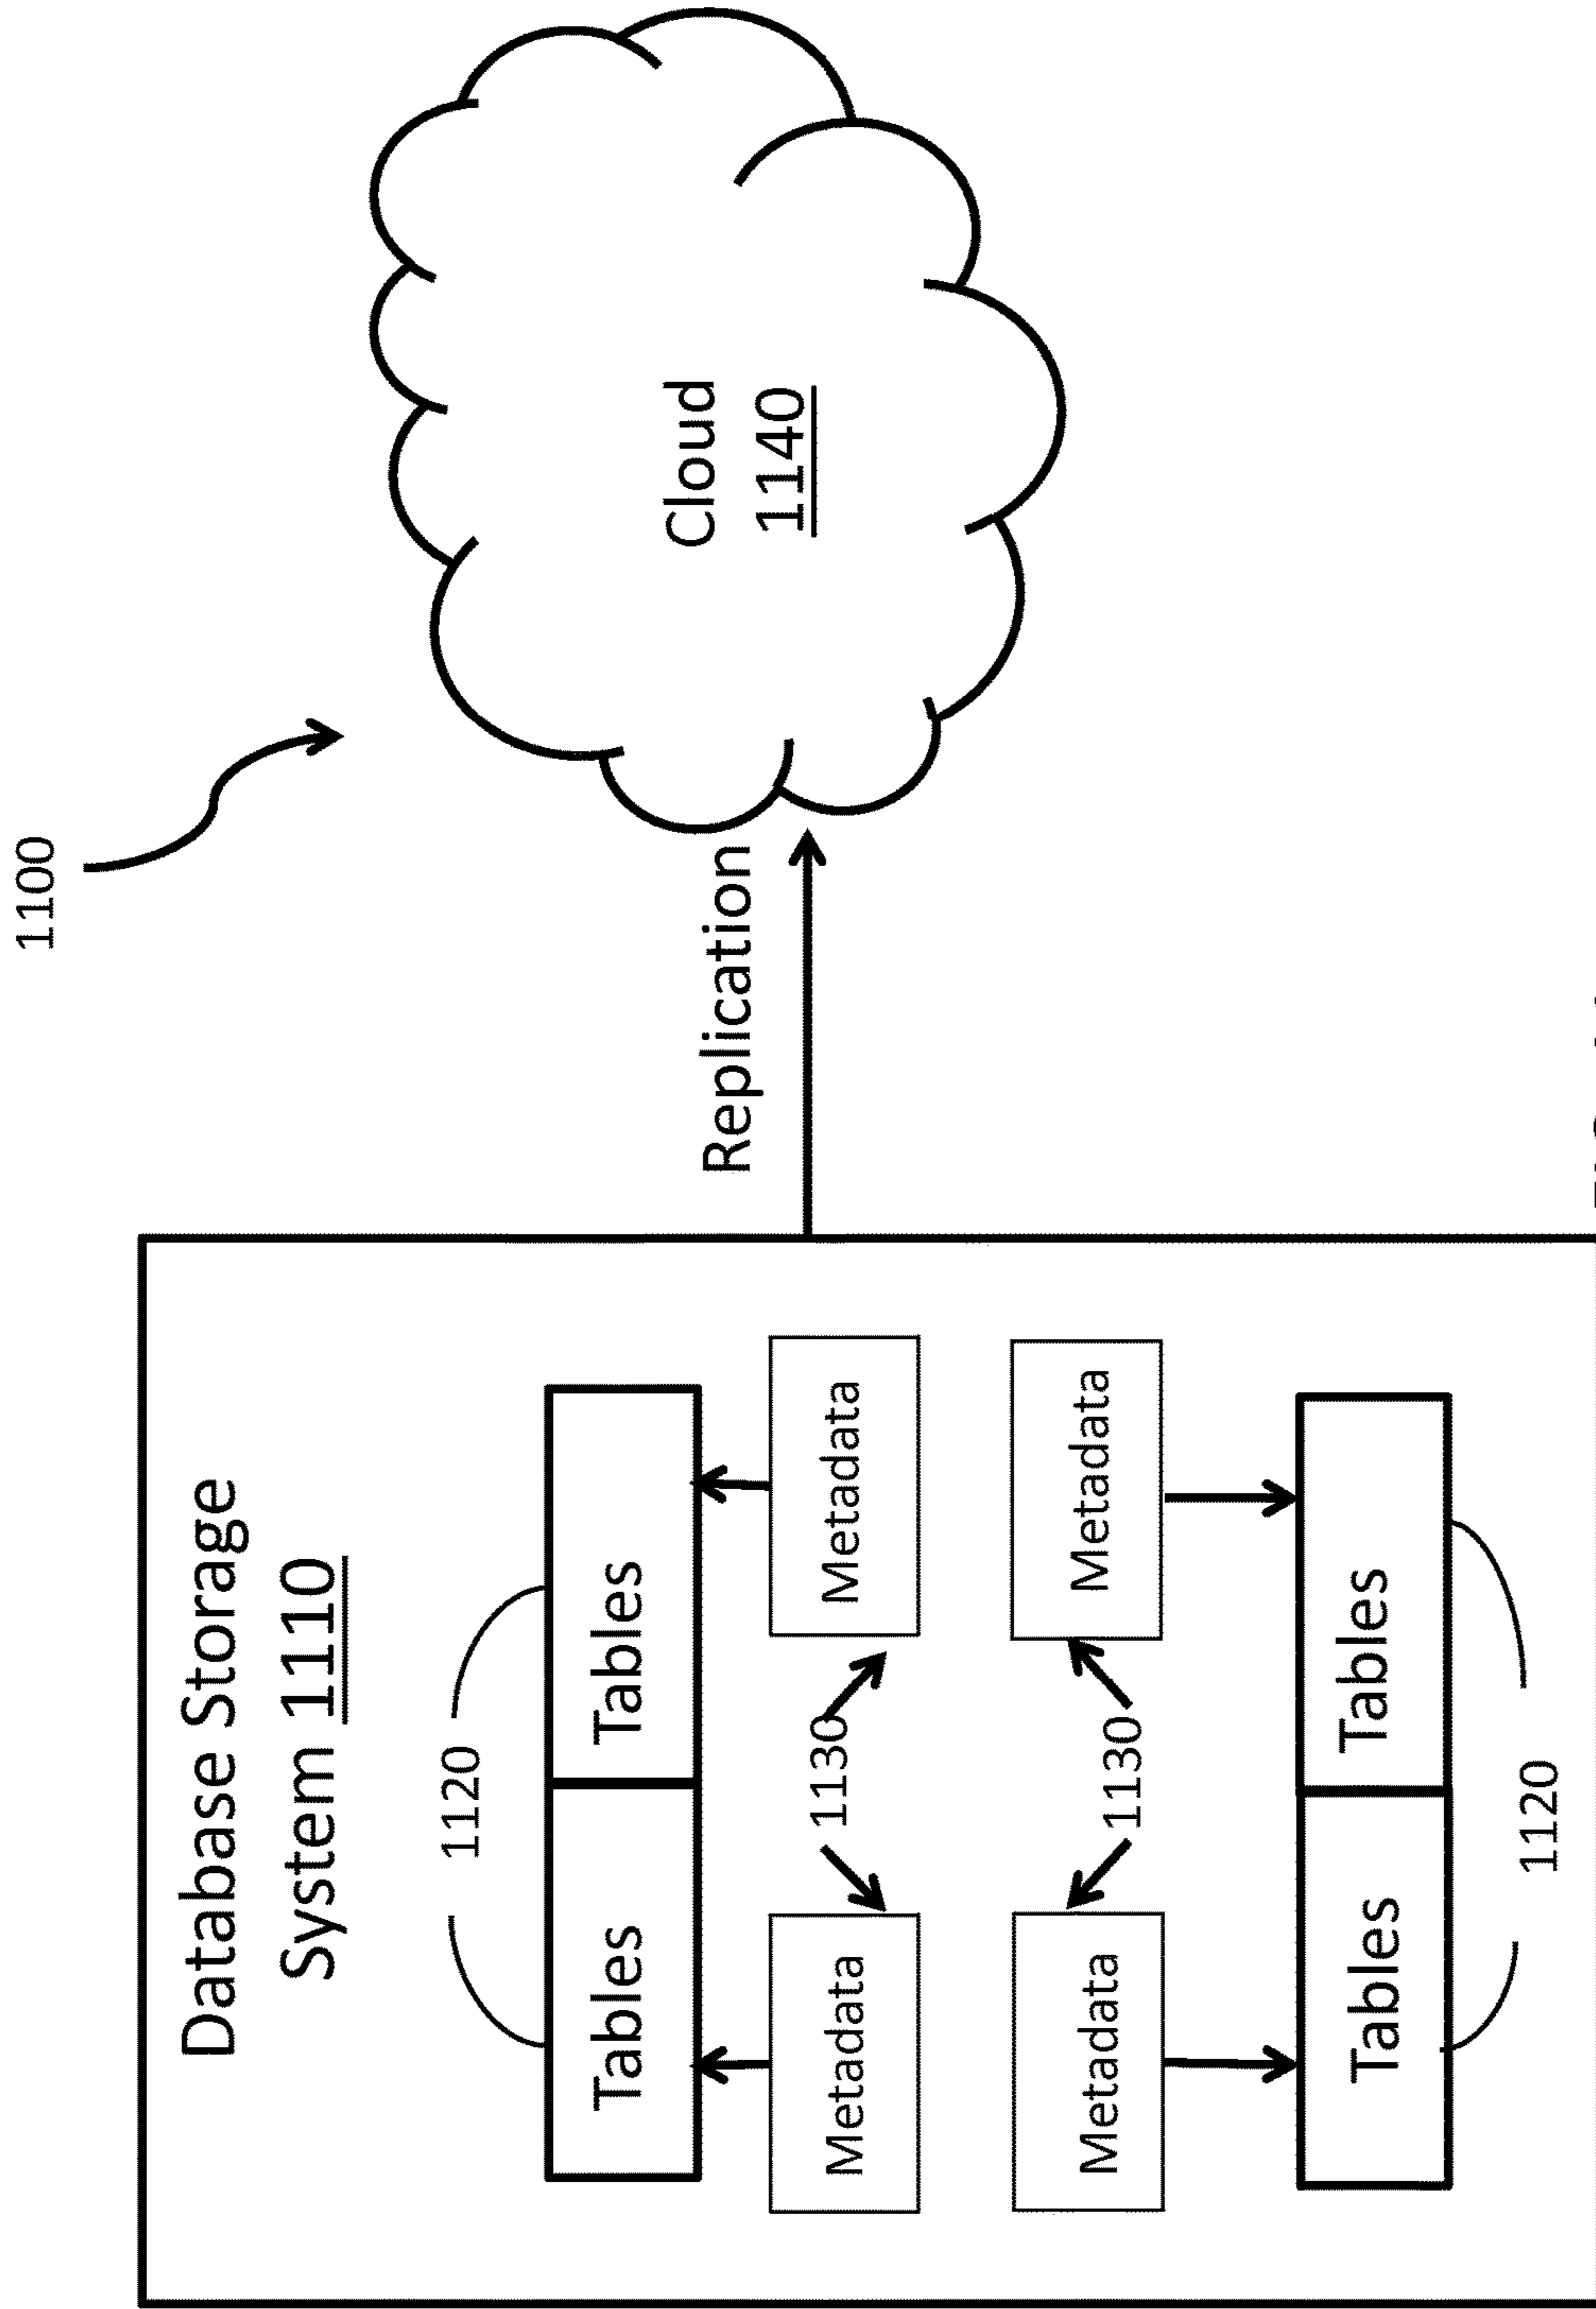 1100
Database Storage
System 1110
1120
Tables
Tables
Metadata
Metadata
1130
Replication
Cloud
1140
1130
Metadata
Metadata
Tables
Tables
1120